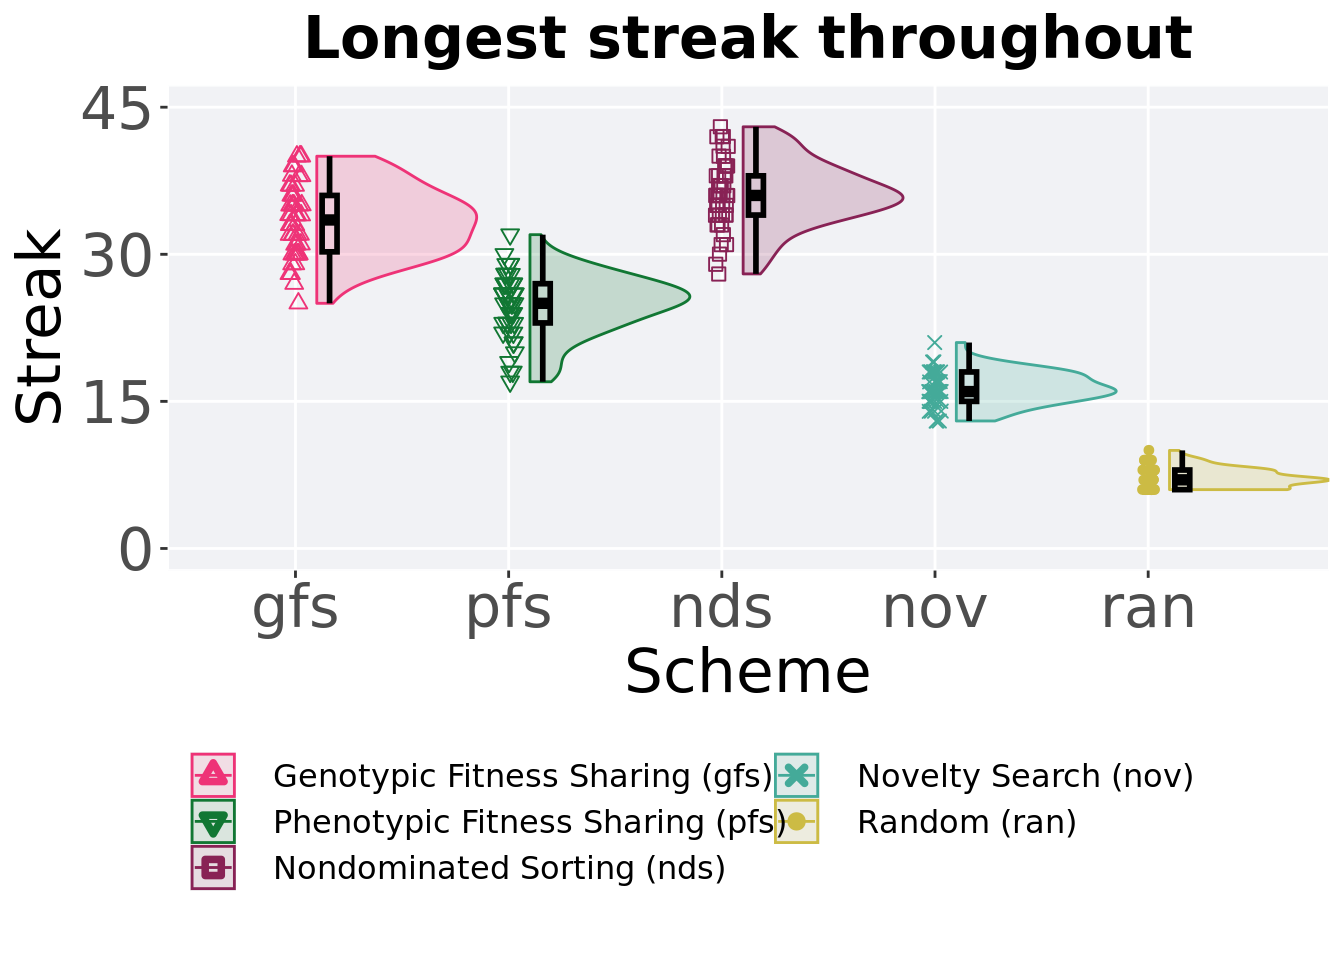 Longest streak throughout
45
30
15
0
Streak
gfs pfs nds nov ran
Scheme
Genotypic Fitness Sharing (gfs)
Phenotypic Fitness Sharing (pfs)
Nondominated Sorting (nds)
Novelty Search (nov)
Random (ran)